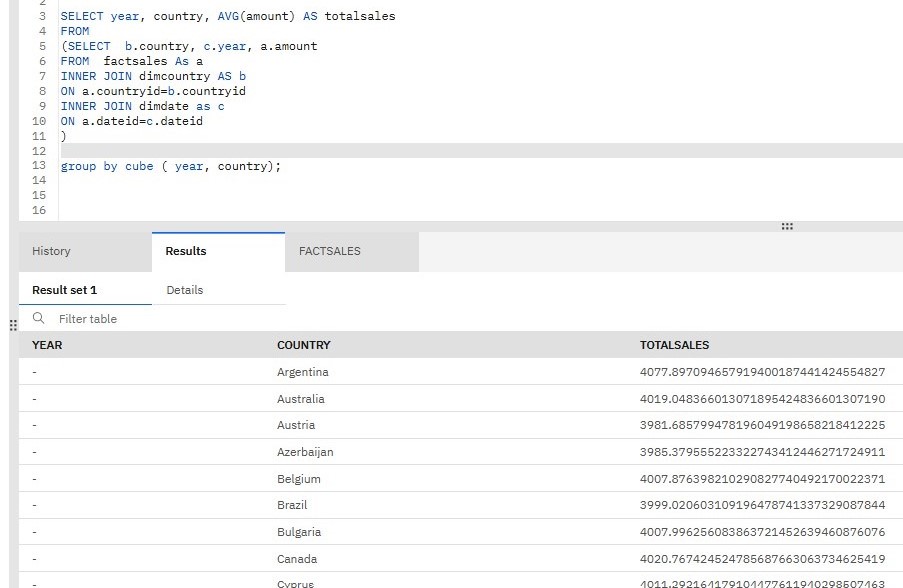 2
3 SELECT year, country, AVG(amount) AS totalsales
4 FROM
5 (SELECT  b.country, c.year, a.amount
6 FROM  factsales As a
7 INNER JOIN dimcountry AS b
8 ON a.countryid=b.countryid
9 INNER JOIN dimdate as c
10 ON a.dateid=c.dateid
11 )
12
13 group by cube ( year, country);
14
15
16
History Results FACTSALES
Result set 1 Details
Filter table
YEAR COUNTRY TOTALSALES
- Argentina 4077.897094657919400187441424554827
- Australia 4019.048366013071895424836601307190
- Austria 3981.685799478196049198658218412225
- Azerbaijan 3985.379555223322743412446271724911
- Belgium 4007.876398210290827740492170022371
- Brazil 3999.020603109196478741337329087844
- Bulgaria 4007.996256083863721452639460876076
- Canada 4020.767424524785687663063734625419
- Cyprus 4011.292164179104477611940298507463